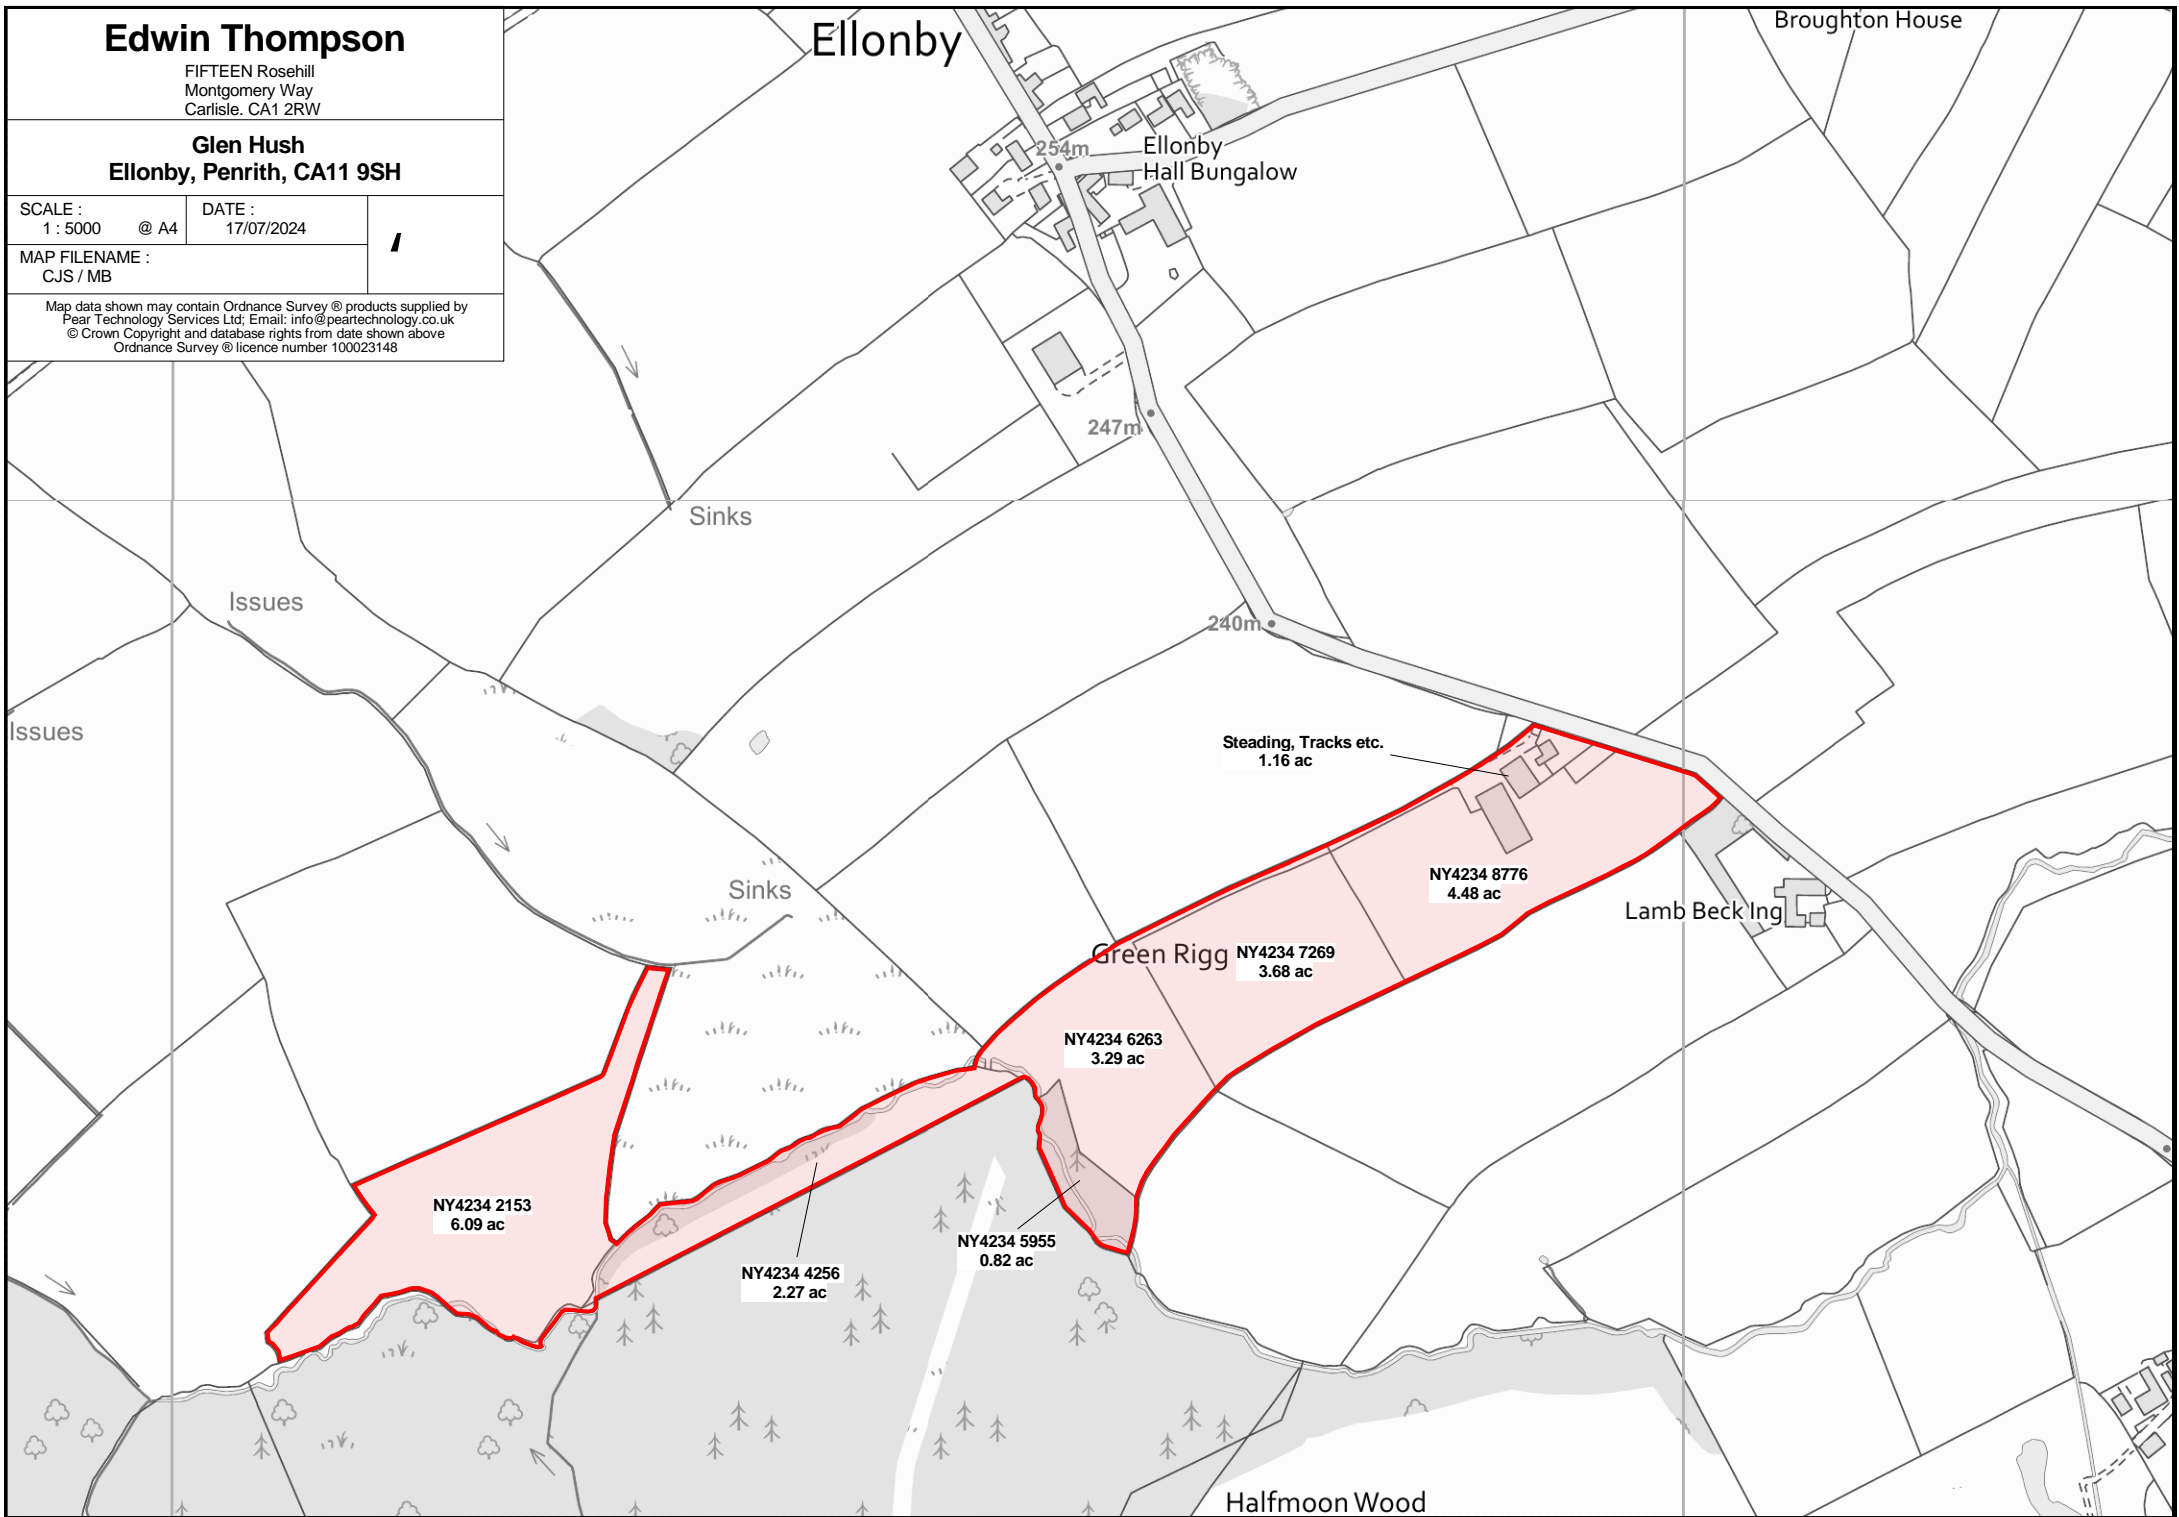 Edwin Thompson
FIFTEEN Rosehill
Montgomery Way
Carlisle. CA1 2RW
Glen Hush
Ellonby, Penrith, CA11 9SH
SCALE :
1 : 5000 @ A4
DATE :
17/07/2024
MAP FILENAME :
CJS / MB
Map data shown may contain Ordnance Survey ® products supplied by
Pear Technology Services Ltd; Email: info@peartechnology.co.uk
© Crown Copyright and database rights from date shown above
Ordnance Survey ® licence number 100023148
Ellonby
Broughton House
254m
Ellonby
Hall Bungalow
247m
Sinks
Issues
240m
Issues
Steading, Tracks etc.
1.16 ac
Sinks
NY4234 8776
4.48 ac
Lamb Beck Ing
Green Rigg
NY4234 7269
3.68 ac
NY4234 6263
3.29 ac
NY4234 2153
6.09 ac
NY4234 5955
0.82 ac
NY4234 4256
2.27 ac
Halfmoon Wood